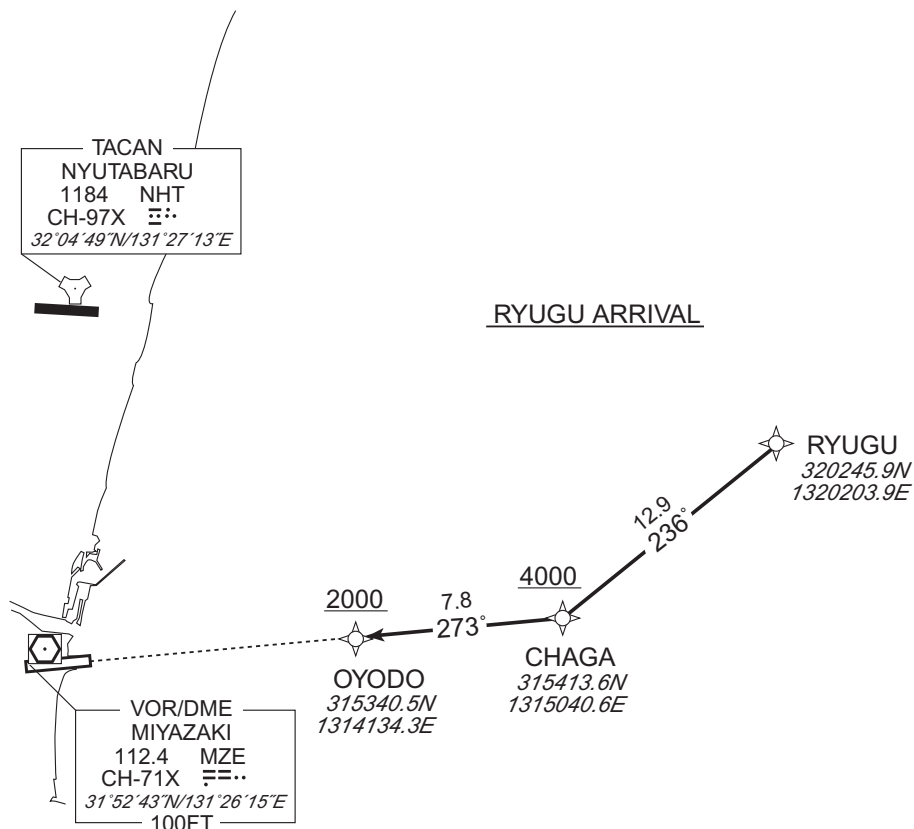 TACAN
NYUTABARU
1184 NHT
CH-97X
32°04´49˝N/131°27´13˝E
RYUGU ARRIVAL
RYUGU
320245.9N
1320203.9E
12.9
236°
4000
CHAGA
315413.6N
1315040.6E
7.8
273°
2000
OYODO
315340.5N
1314134.3E
VOR/DME
MIYAZAKI
112.4 MZE
CH-71X
31°52´43˝N/131°26´15˝E
100FT